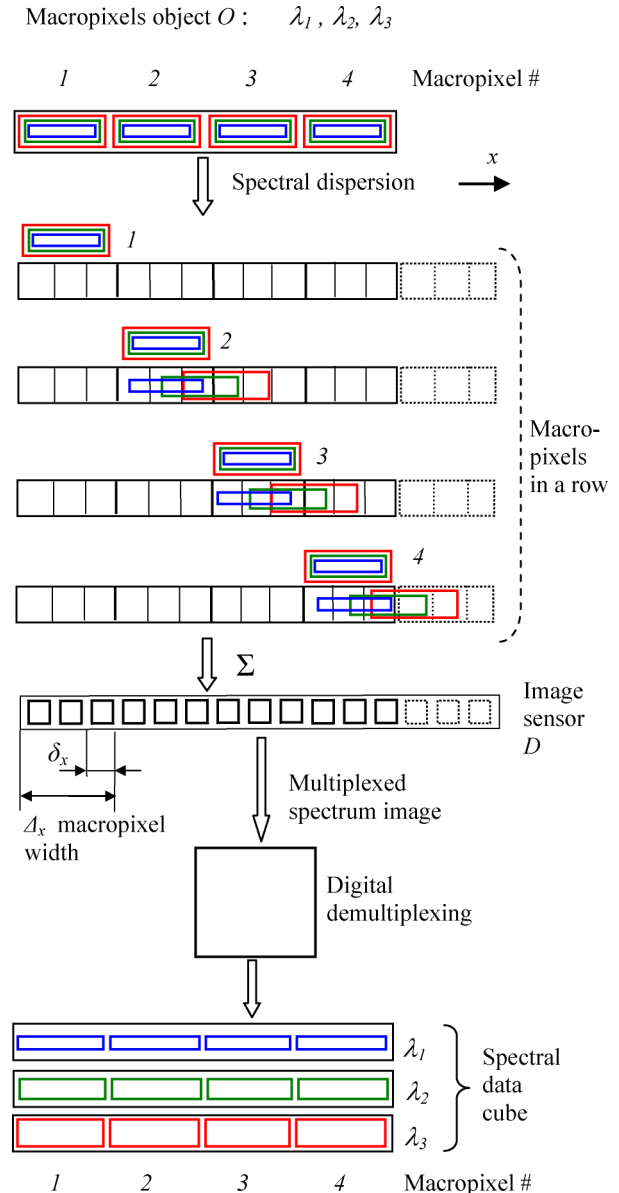 Macropixels object O : λ1 , λ2, λ3
1 2 3 4 Macropixel #
Spectral dispersion x
1
2
3
4
Macro-
pixels
in a row
Σ
Image
sensor
D
δx
Δx macropixel
width
Multiplexed
spectrum image
Digital
demultiplexing
λ1
λ2
λ3
Spectral
data
cube
1 2 3 4 Macropixel #